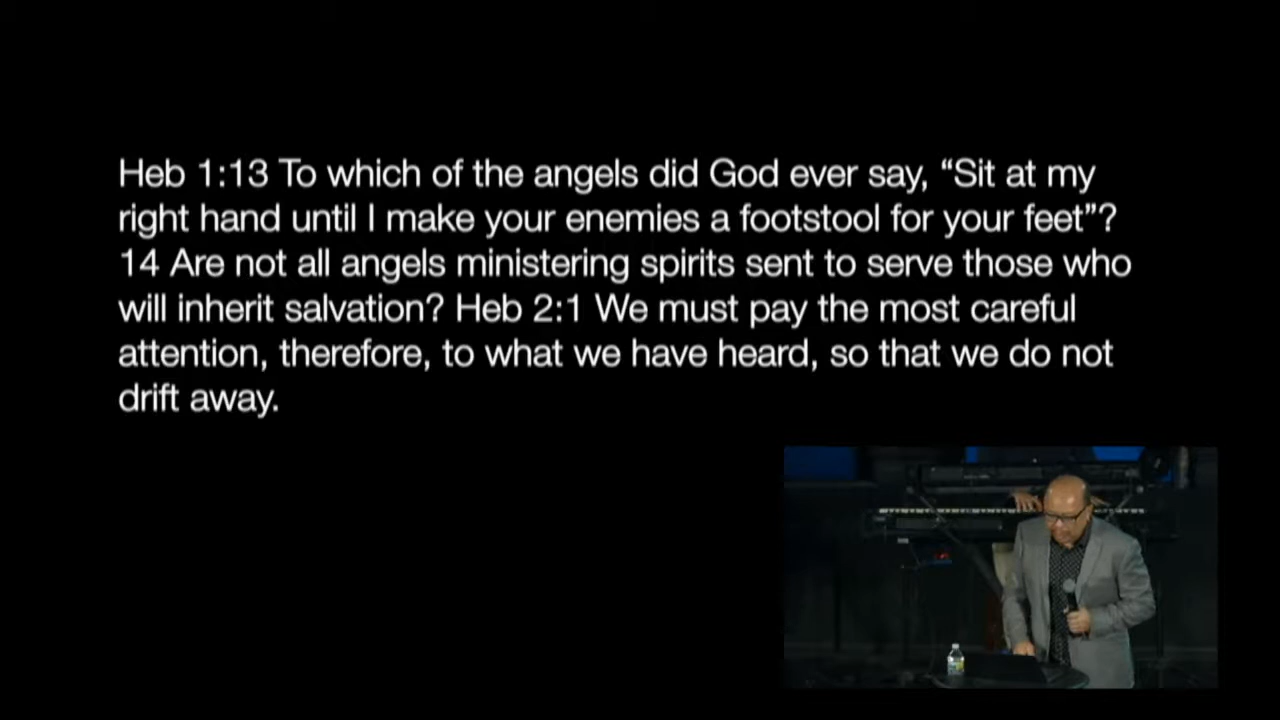 Heb 1:13 To which of the angels did God ever say, “Sit at my
right hand until I make your enemies a footstool for your feet”?
14 Are not all angels ministering spirits sent to serve those who
will inherit salvation? Heb 2:1 We must pay the most careful
attention, therefore, to what we have heard, so that we do not
drift away.